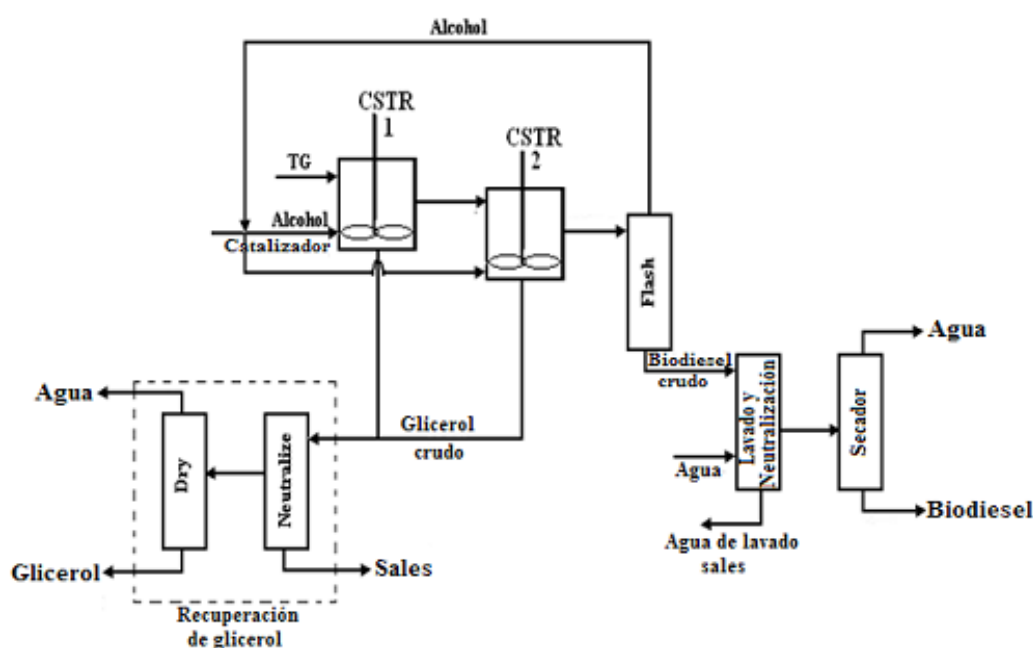 Alcohol
CSTR
1
CSTR
2
TG
Alcohol
Catalizador
Flash
Biodiesel
crudo
Agua
Lavado y
Neutralización
Secador
Agua
Biodiesel
Agua de lavado
sales
Glicerol
crudo
Agua
Dry
Neutralize
Glicerol
Sales
Recuperación
de glicerol